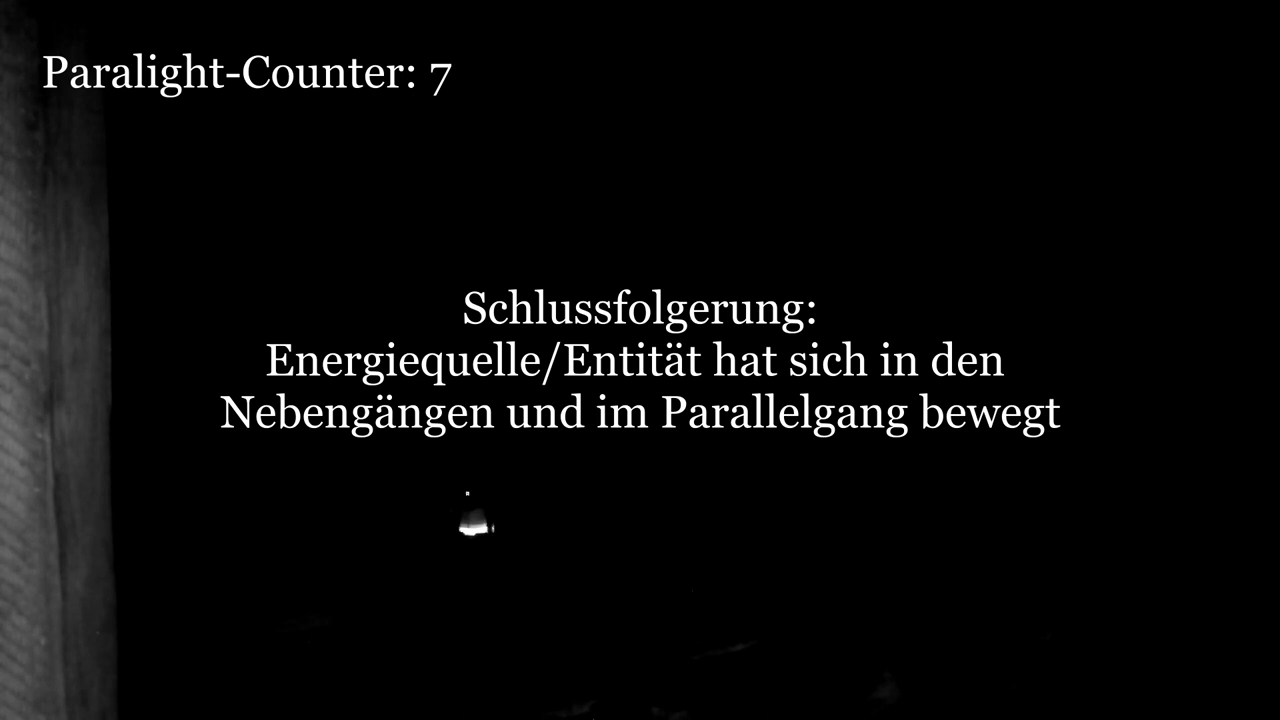 Paralight-Counter: 7
Schlussfolgerung:
Energiequelle/Entität hat sich in den
Nebengängen und im Parallelgang bewegt